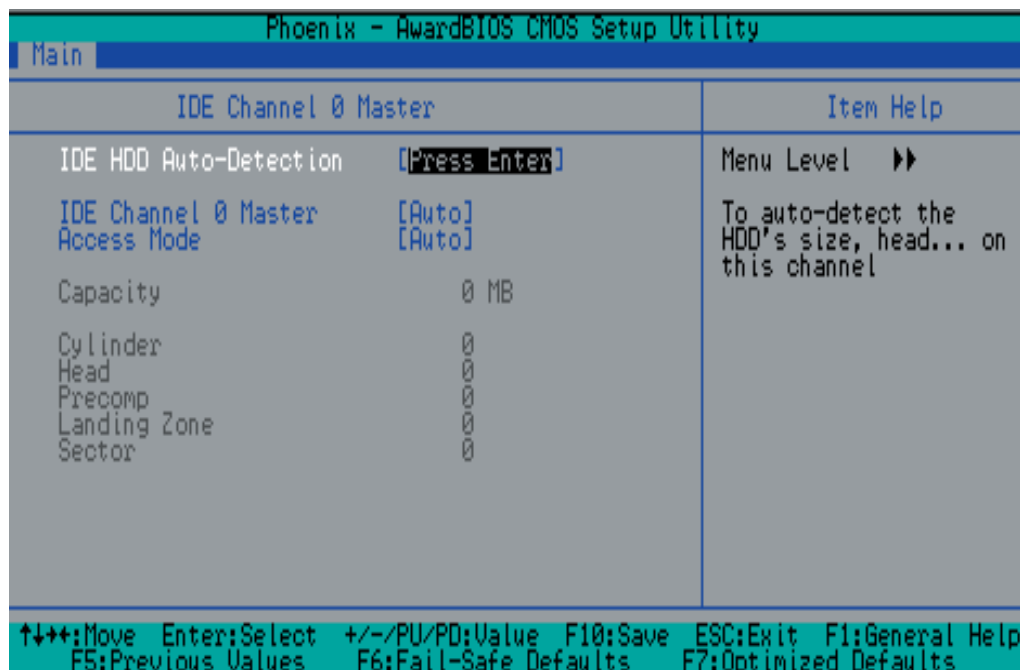 Phoenix - AwardBIOS CMOS Setup Utility
Main
IDE Channel 0 Master
Item Help
IDE HDD Auto-Detection [Press Enter]
Menu Level ▸▸
IDE Channel 0 Master [Auto]
To auto-detect the
Access Mode [Auto]
HDD's size, head... on
this channel
Capacity 0 MB
Cylinder 0
Head 0
Precomp 0
Landing Zone 0
Sector 0
↑↓→←:Move Enter:Select +/-/PU/PD:Value F10:Save ESC:Exit F1:General Help
F5:Previous Values F6:Fail-Safe Defaults F7:Optimized Defaults